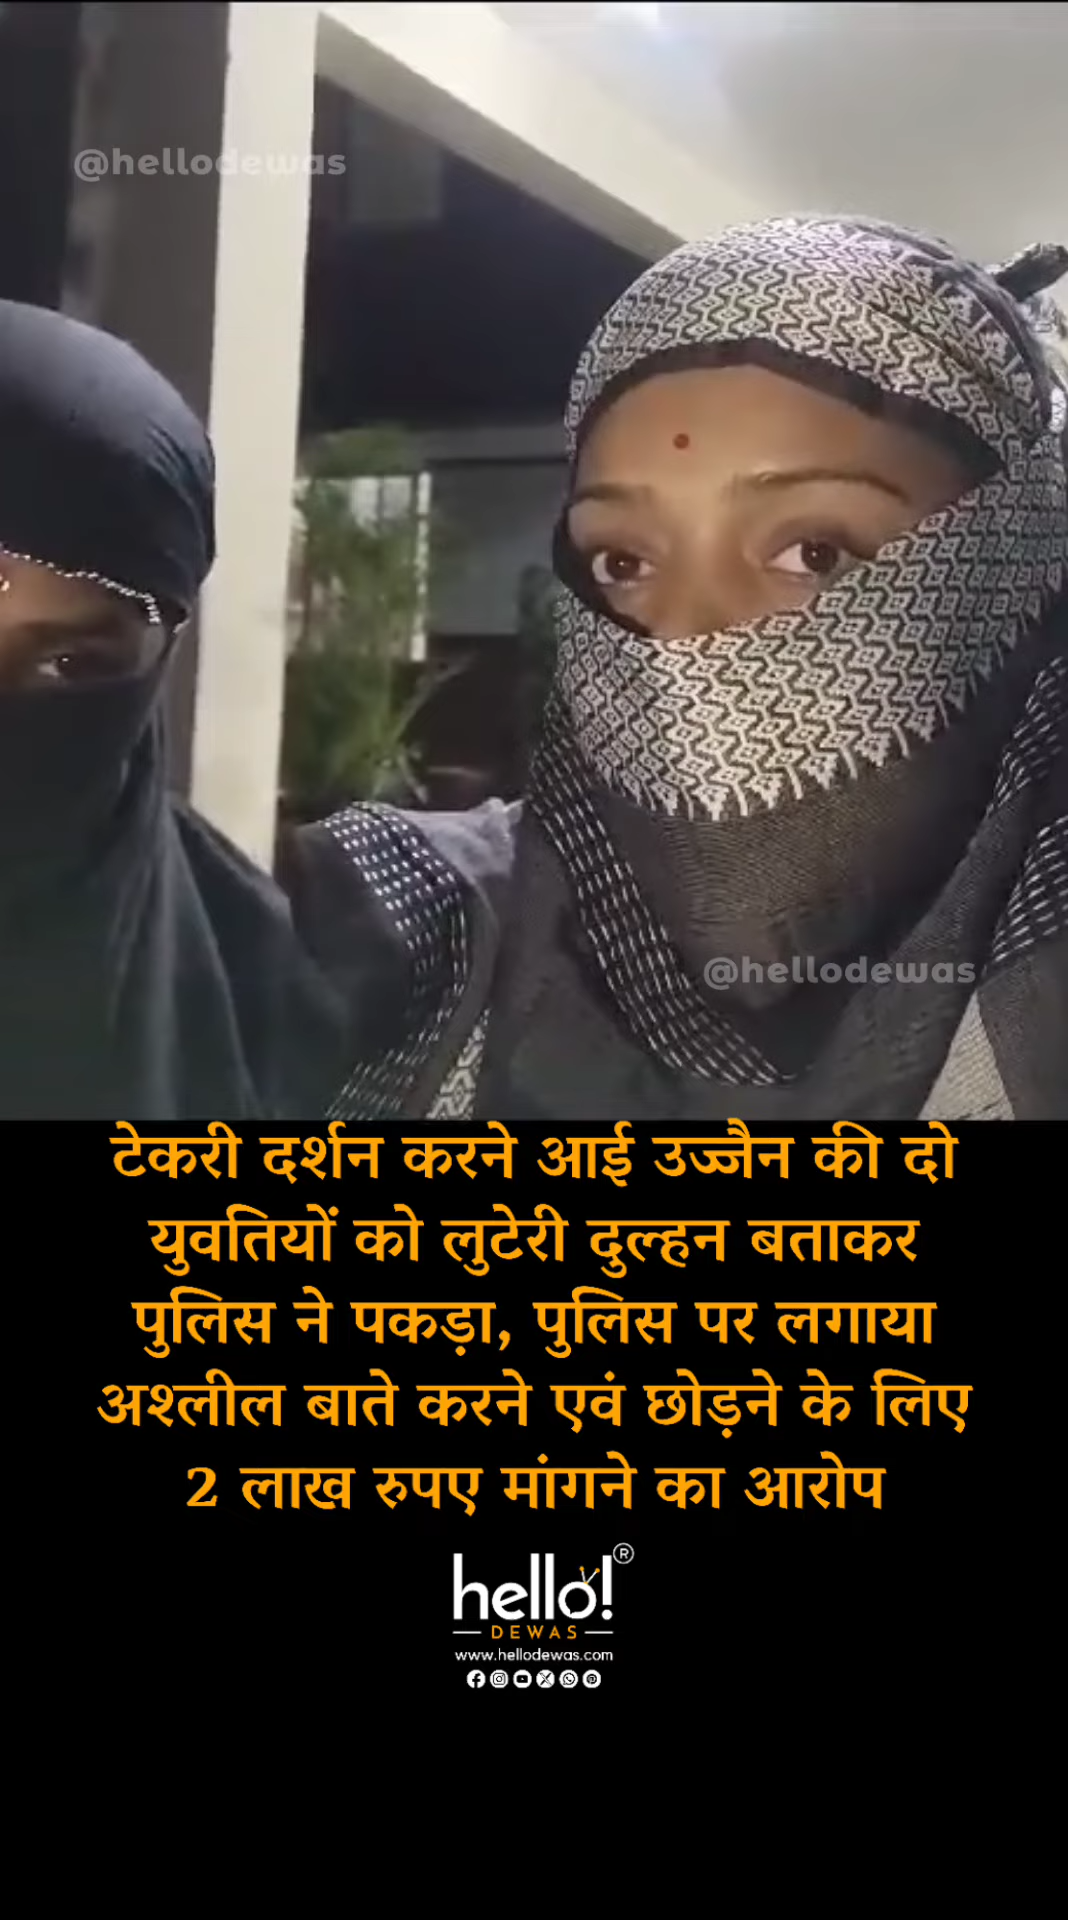 @hellodewas
@hellodewas
टेकरी दर्शन करने आई उज्जैन की दो
युवतियों को लुटेरी दुल्हन बताकर
पुलिस ने पकड़ा, पुलिस पर लगाया
अश्लील बाते करने एवं छोड़ने के लिए
2 लाख रुपए मांगने का आरोप
hello!®
DEWAS
www.hellodewas.com